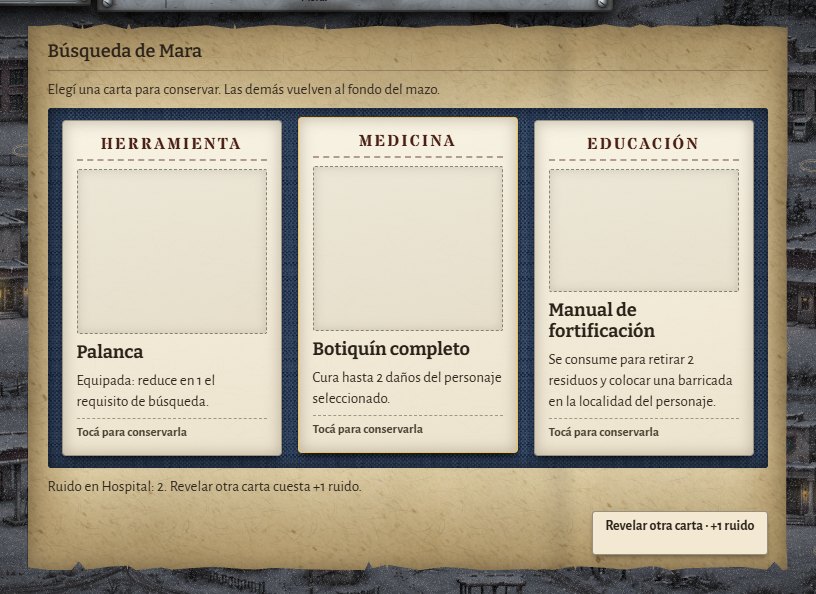 Búsqueda de Mara
Elegí una carta para conservar. Las demás vuelven al fondo del mazo.
HERRAMIENTA
Palanca
Equipada: reduce en 1 el
requisito de búsqueda.
Tocá para conservarla
MEDICINA
Botiquín completo
Cura hasta 2 daños del personaje
seleccionado.
Tocá para conservarla
EDUCACIÓN
Manual de
fortificación
Se consume para retirar 2
residuos y colocar una barricada
en la localidad del personaje.
Tocá para conservarla
Ruido en Hospital: 2. Revelar otra carta cuesta +1 ruido.
Revelar otra carta · +1 ruido